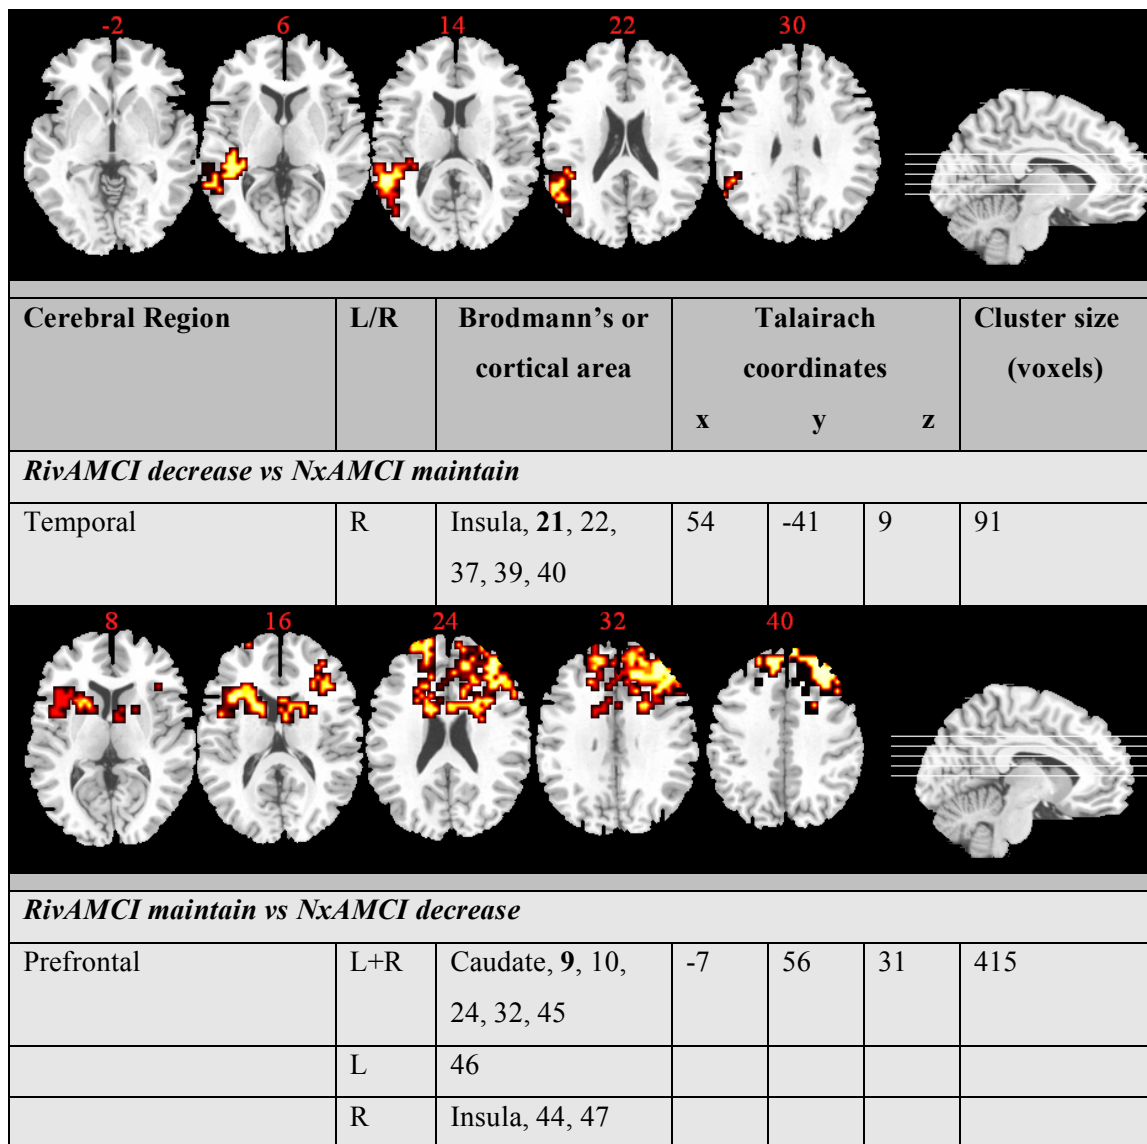 -2 6 14 22 30
Cerebral Region L/R Brodmann's or Talairach Cluster size
cortical area coordinates (voxels)
x y z
RivAMCI decrease vs NxAMCI maintain
Temporal R Insula, 21, 22, 54 -41 9 91
37, 39, 40
8 16 24 32 40
RivAMCI maintain vs NxAMCI decrease
Prefrontal L+R Caudate, 9, 10, -7 56 31 415
24, 32, 45
L 46
R Insula, 44, 47